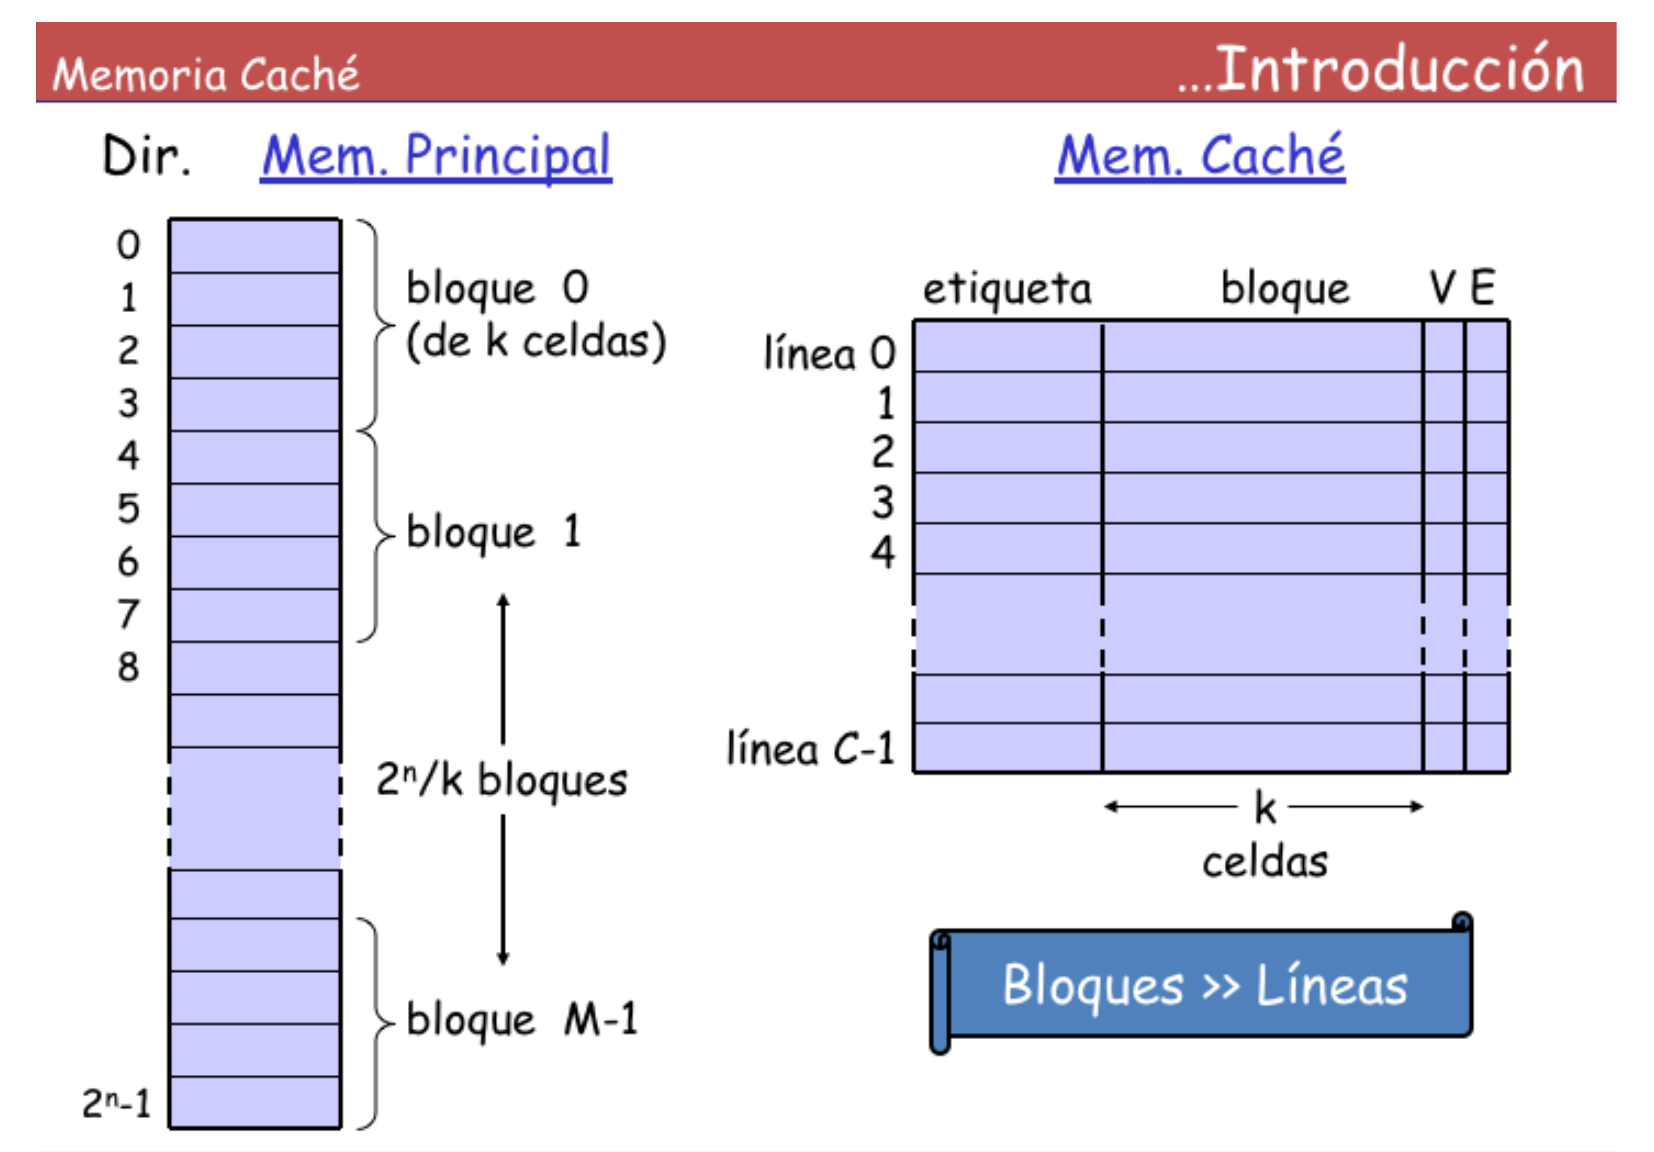 Memoria Caché
...Introducción
Dir.
Mem. Principal
0
1
2
3
4
5
6
7
8
2ⁿ-1
bloque 0
(de k celdas)
bloque 1
2ⁿ/k bloques
bloque M-1
Mem. Caché
etiqueta bloque V E
línea 0
1
2
3
4
línea C-1
k
celdas
Bloques >> Líneas